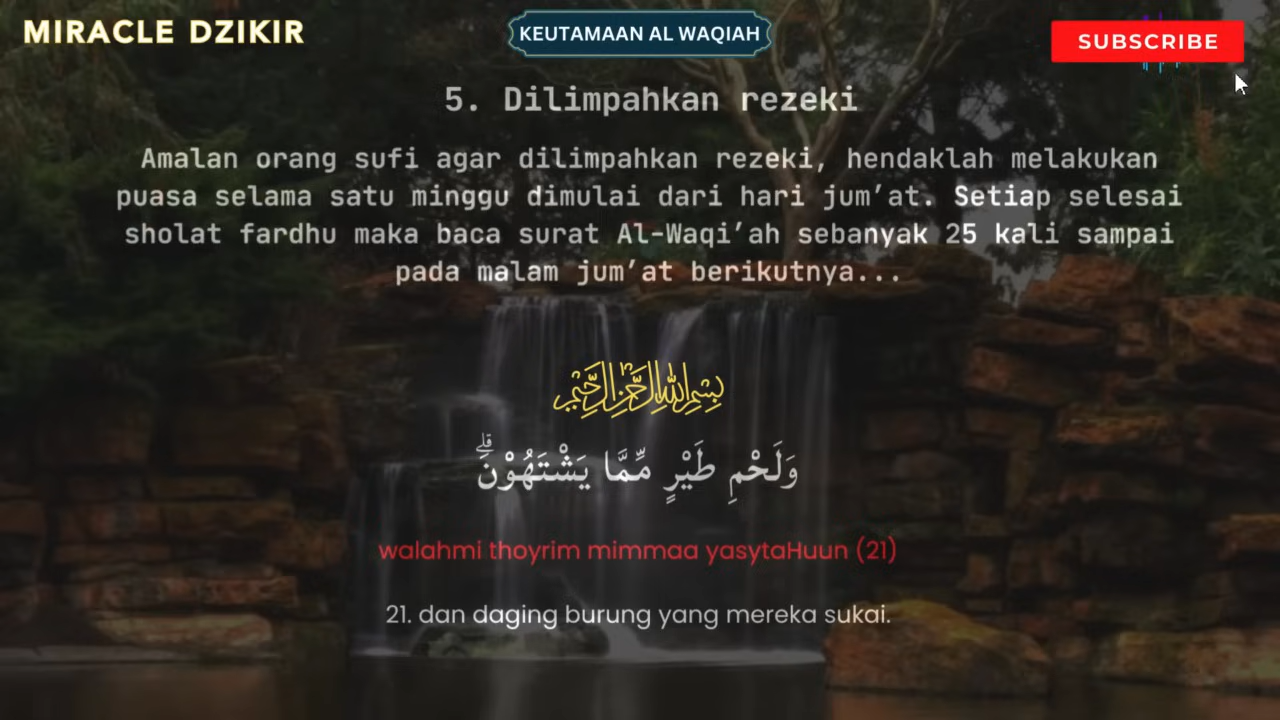 MIRACLE DZIKIR
KEUTAMAAN AL WAQIAH
SUBSCRIBE
5. Dilimpahkan rezeki
Amalan orang sufi agar dilimpahkan rezeki, hendaklah melakukan
puasa selama satu minggu dimulai dari hari jum’at. Setiap selesai
sholat fardhu maka baca surat Al-Waqi’ah sebanyak 25 kali sampai
pada malam jum’at berikutnya...
بِسْمِ اللهِ الرَّحْمٰنِ الرَّحِيْمِ
وَلَحْمِ طَيْرٍ مِّمَّا يَشْتَهُوْنَۗ
walahmi thoyrim mimmaa yasytaHuun (21)
21. dan daging burung yang mereka sukai.